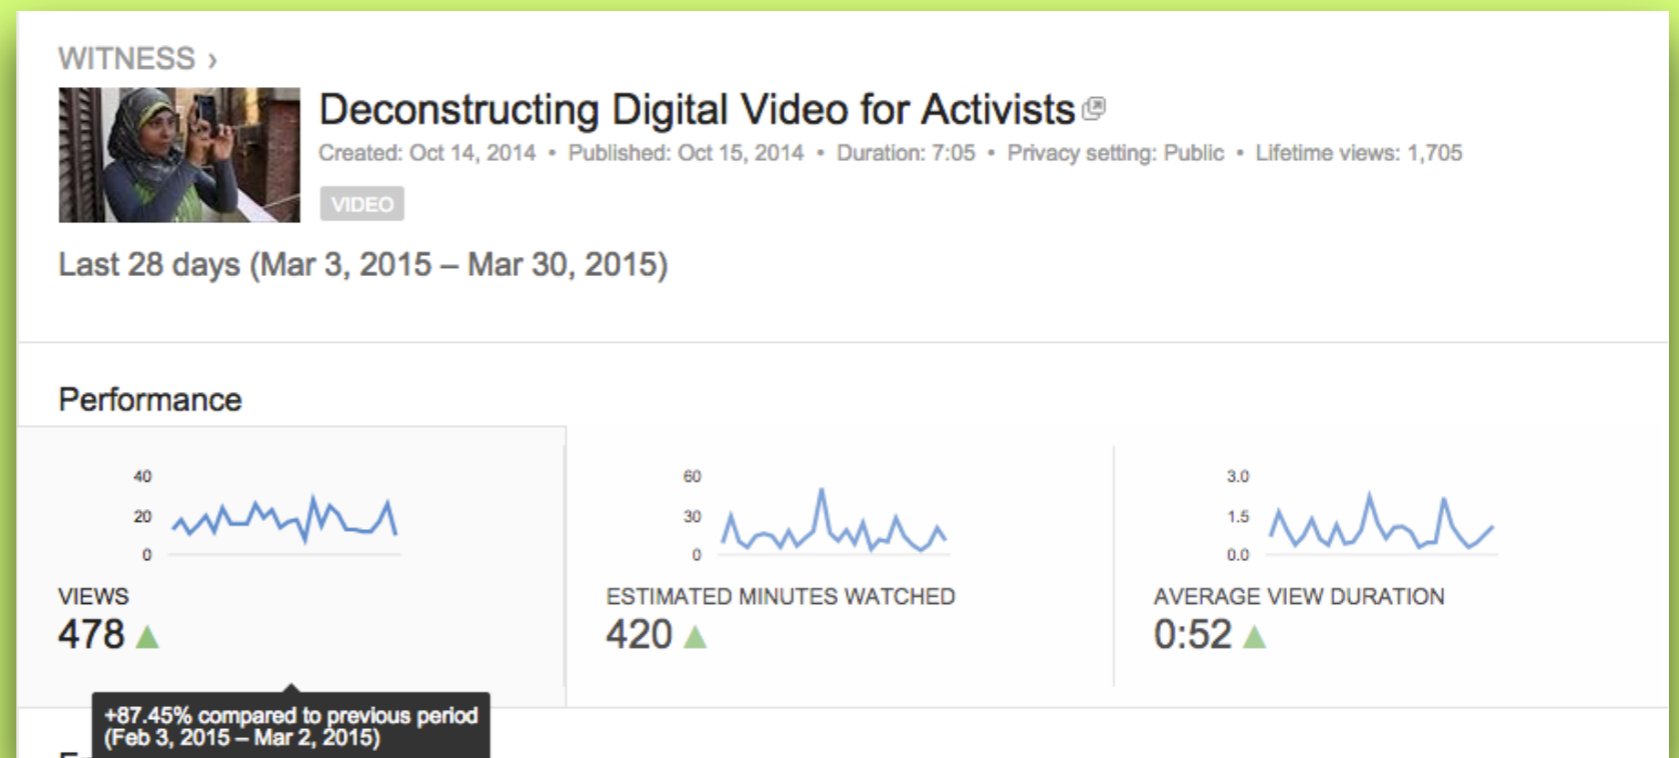 WITNESS ›
Deconstructing Digital Video for Activists
Created: Oct 14, 2014 • Published: Oct 15, 2014 • Duration: 7:05 • Privacy setting: Public • Lifetime views: 1,705
VIDEO
Last 28 days (Mar 3, 2015 – Mar 30, 2015)
Performance
40
20
0
VIEWS
478
60
30
0
ESTIMATED MINUTES WATCHED
420
3.0
1.5
0.0
AVERAGE VIEW DURATION
0:52
+87.45% compared to previous period
(Feb 3, 2015 – Mar 2, 2015)